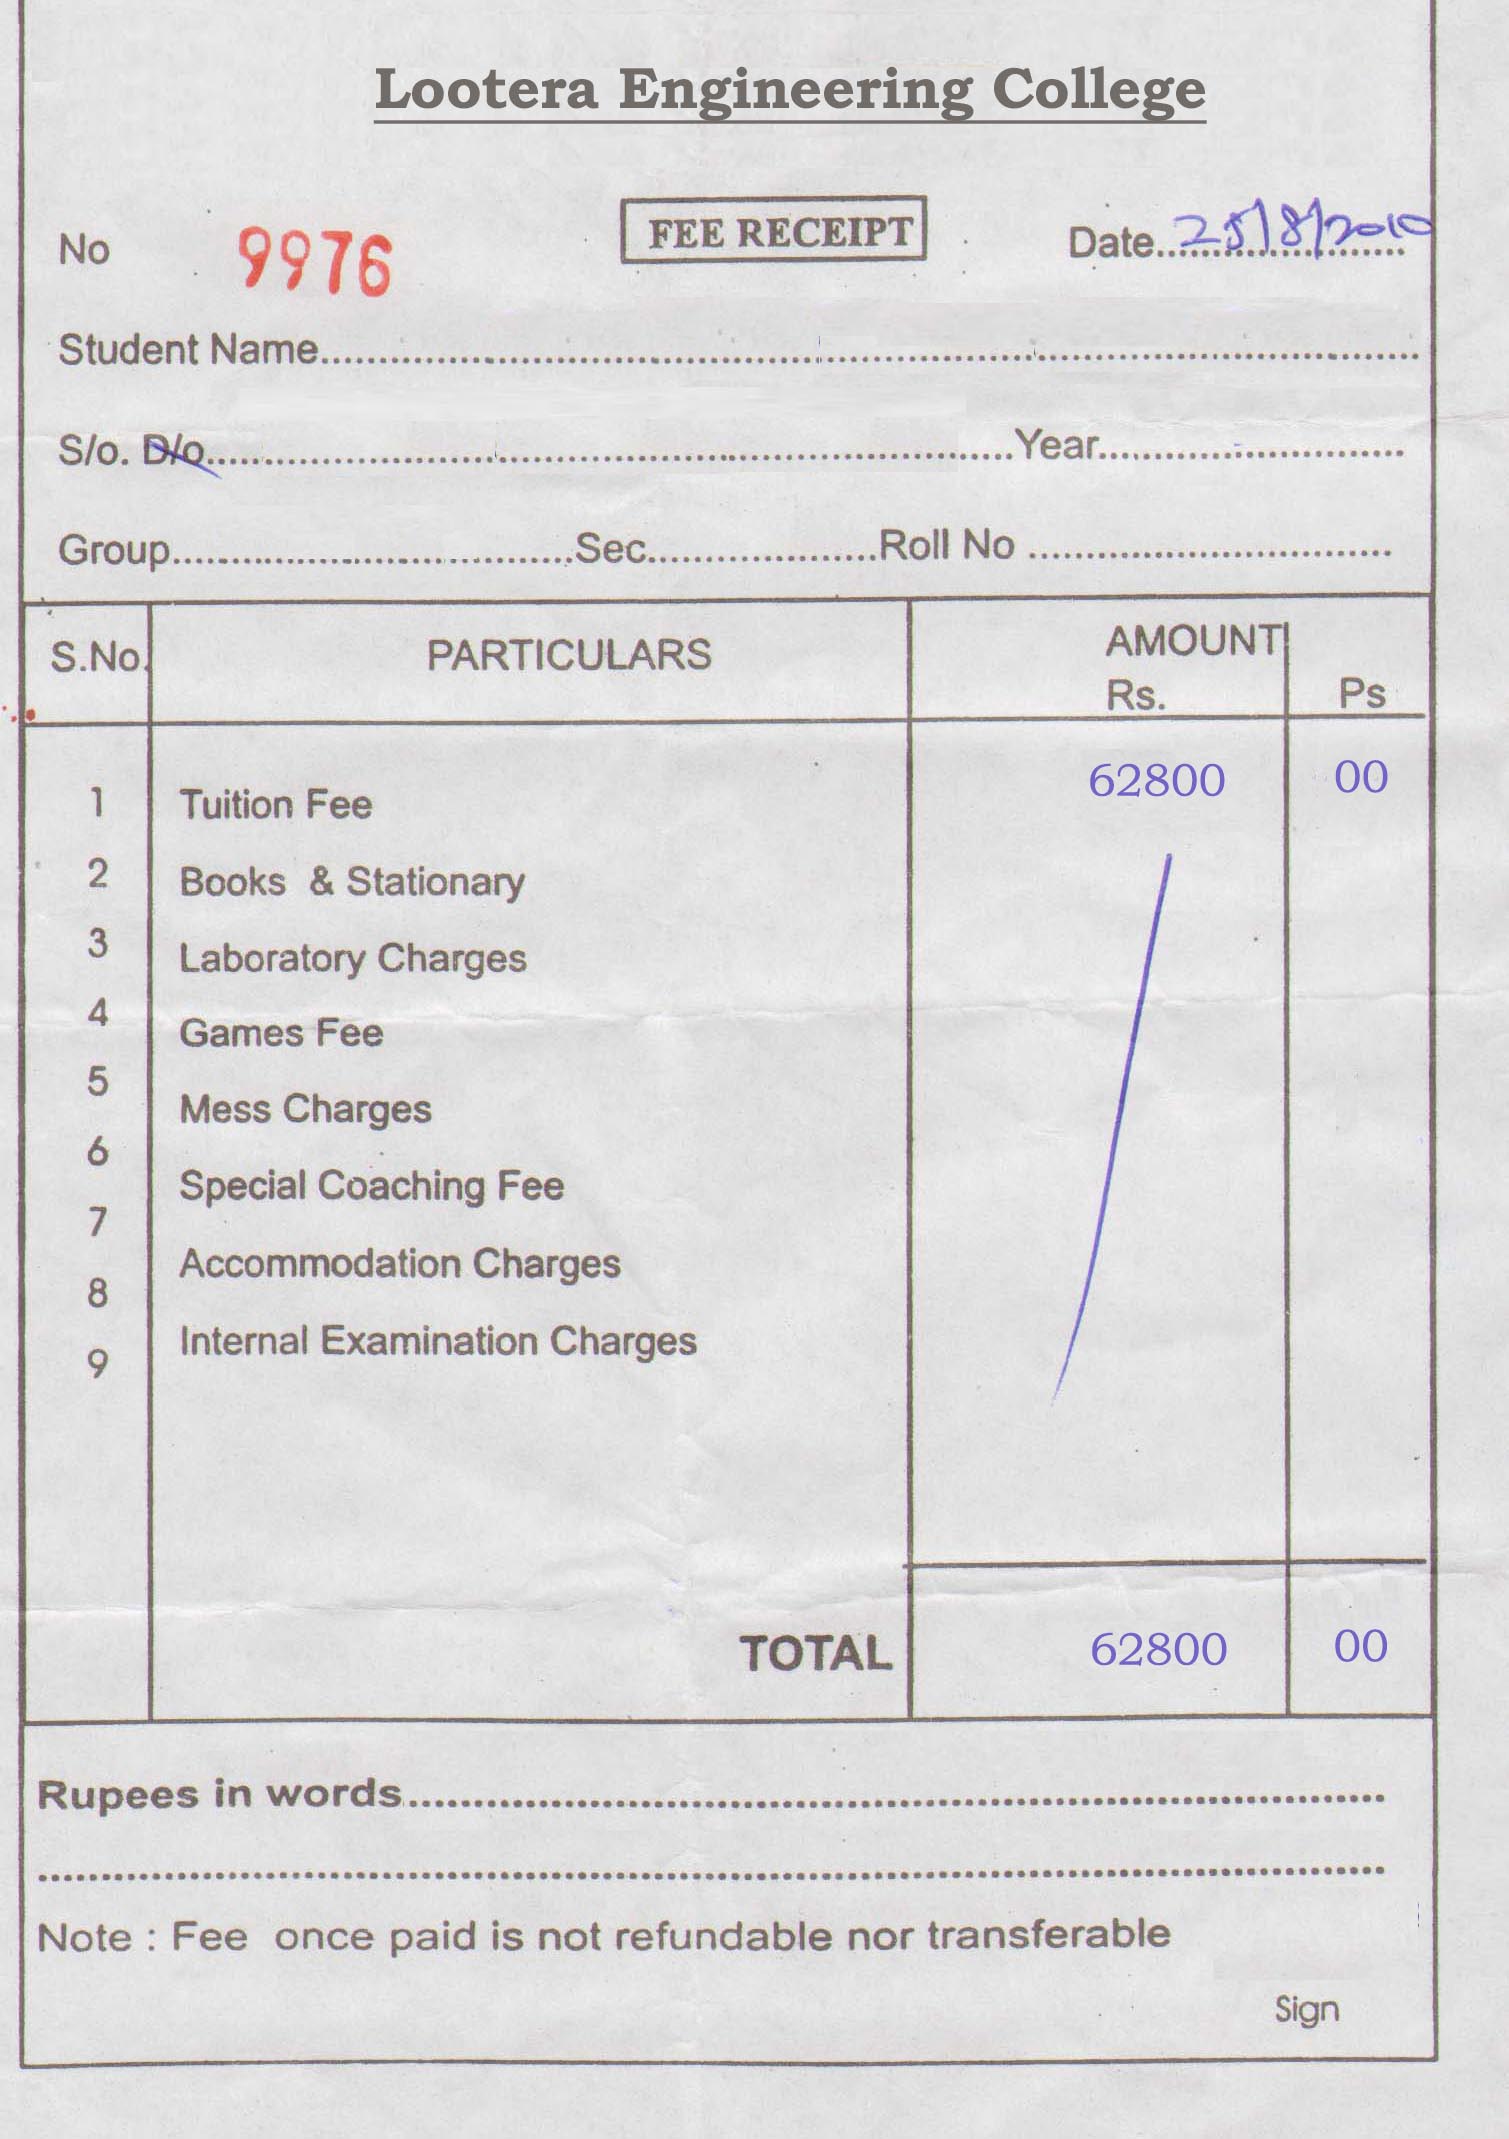 Lootera Engineering College
No 9976 FEE RECEIPT Date..... 25/8/2010
Student Name.....
S/o. D/o.....Year.....
Group.....Sec.....Roll No .....
S.No. PARTICULARS AMOUNT
Rs. Ps
1 Tuition Fee 62800 00
2 Books & Stationary
3 Laboratory Charges
4 Games Fee
5 Mess Charges
6 Special Coaching Fee
7 Accommodation Charges
8 Internal Examination Charges
9
TOTAL 62800 00
Rupees in words.....
Note : Fee once paid is not refundable nor transferable
Sign